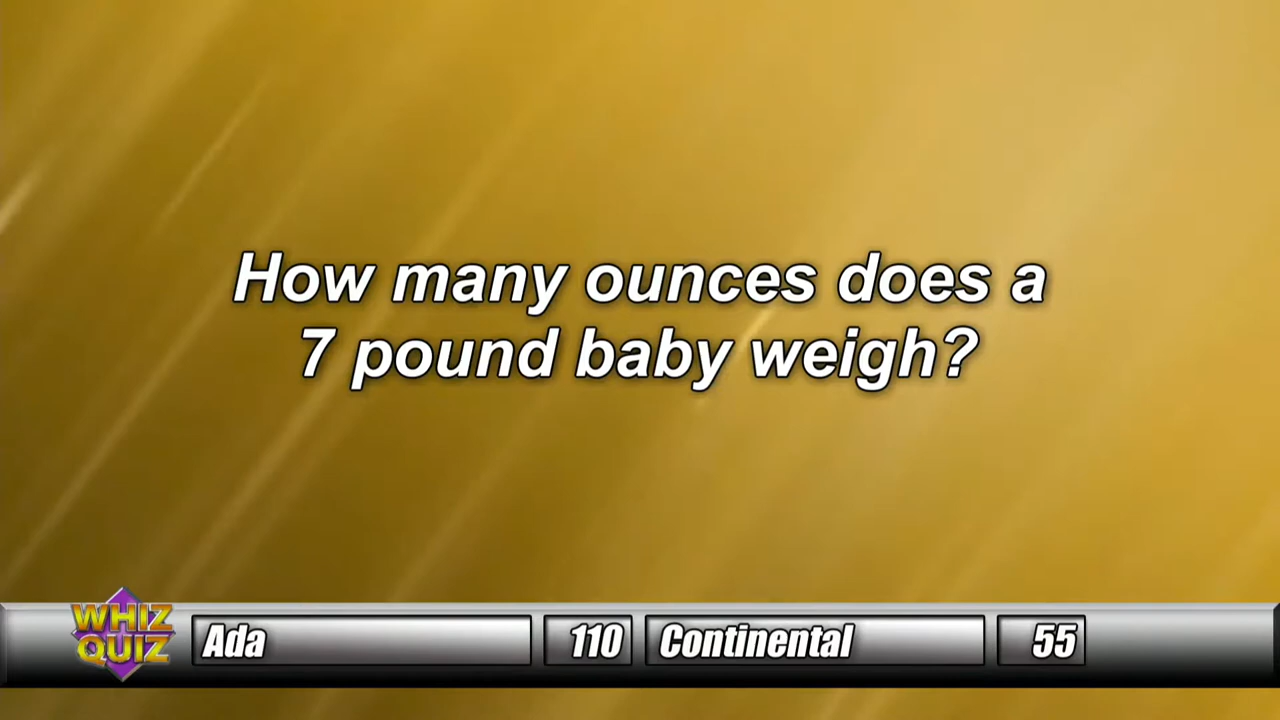 How many ounces does a
7 pound baby weigh?
WHIZ
QUIZ
Ada
110
Continental
55